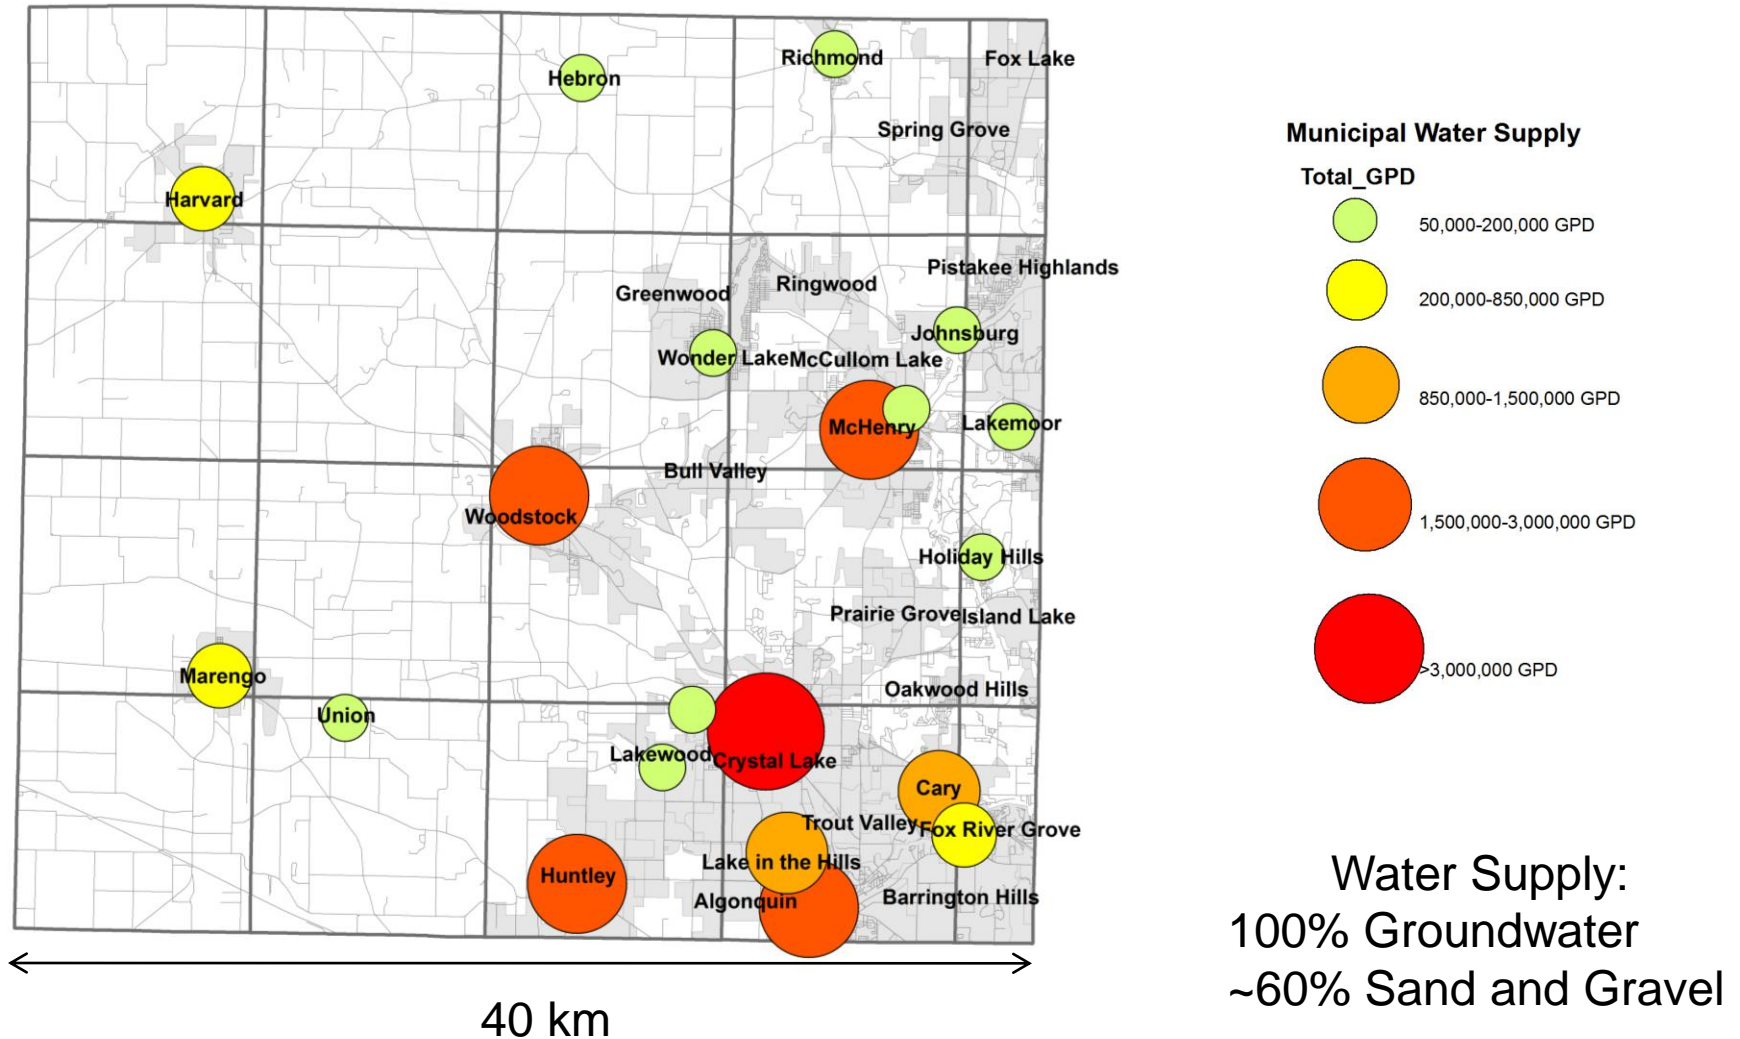 Richmond
Fox Lake
Hebron
Spring Grove
Harvard
Pistakee Highlands
Ringwood
Greenwood
Johnsburg
Wonder Lake
McCullom Lake
McHenry
Lakemoor
Bull Valley
Woodstock
Holiday Hills
Prairie Grove
Island Lake
Marengo
Oakwood Hills
Union
Lakewood
Crystal Lake
Cary
Trout Valley
Fox River Grove
Lake in the Hills
Huntley
Algonquin
Barrington Hills
40 km
Municipal Water Supply
Total_GPD
50,000-200,000 GPD
200,000-850,000 GPD
850,000-1,500,000 GPD
1,500,000-3,000,000 GPD
>3,000,000 GPD
Water Supply:
100% Groundwater
~60% Sand and Gravel